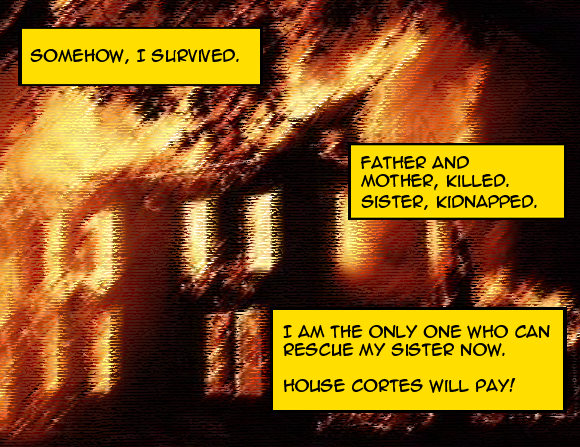 SOMEHOW, I SURVIVED.
FATHER AND
MOTHER, KILLED.
SISTER, KIDNAPPED.
I AM THE ONLY ONE WHO CAN
RESCUE MY SISTER NOW.
HOUSE CORTES WILL PAY!